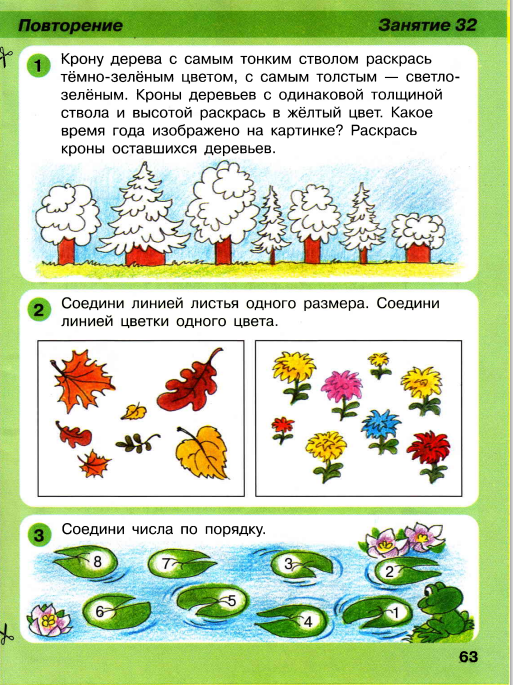 Повторение
Занятие 32
1
Крону дерева с самым тонким стволом раскрась
тёмно-зелёным цветом, с самым толстым — светло-
зелёным. Кроны деревьев с одинаковой толщиной
ствола и высотой раскрась в жёлтый цвет. Какое
время года изображено на картинке? Раскрась
кроны оставшихся деревьев.
2
Соедини линией листья одного размера. Соедини
линией цветки одного цвета.
3
Соедини числа по порядку.
8
7
3
2
6
5
4
1
63